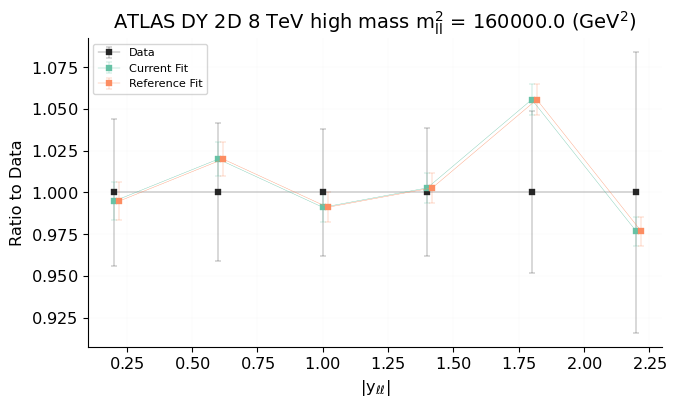 ATLAS DY 2D 8 TeV high mass m²ₗₗ = 160000.0 (GeV²)
Data
Current Fit
Reference Fit
Ratio to Data
1.075
1.050
1.025
1.000
0.975
0.950
0.925
0.25 0.50 0.75 1.00 1.25 1.50 1.75 2.00 2.25
|yℓℓ|